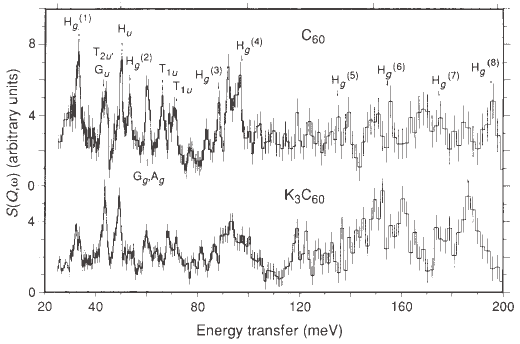 Hg(1)
Hu
C60
T2u,
Gu
Hg(2)
T1u
T1u
Hg(3)
Hg(4)
Hg(5)
Hg(6)
Hg(7)
Hg(8)
Gg,Ag
K3C60
8
4
0
4
0
S(Q,ω) (arbitrary units)
20 40 60 80 100 120 140 160 180 200
Energy transfer (meV)